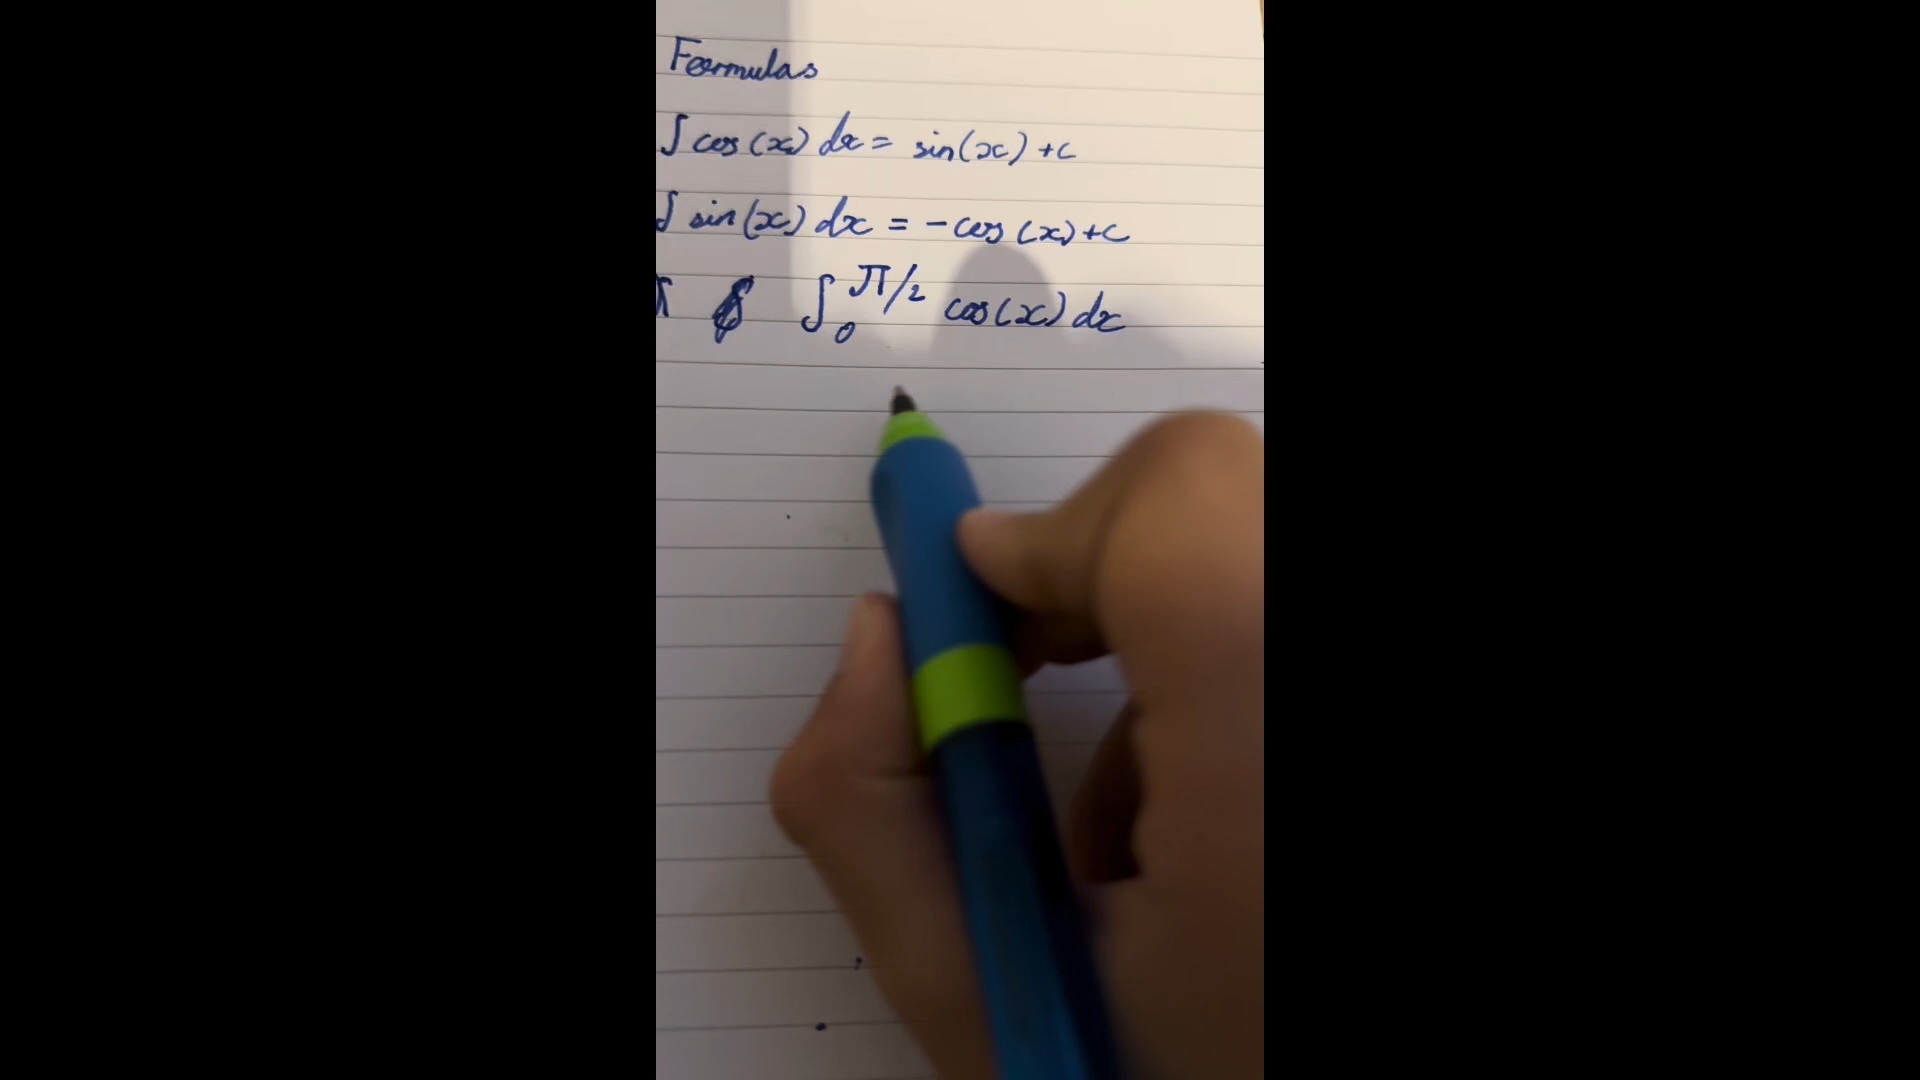 Formulas
∫cos(x) dx = sin(x) + c
∫ sin(x) dx = -cos(x) + c
∫₀^π/2 cos(x) dx